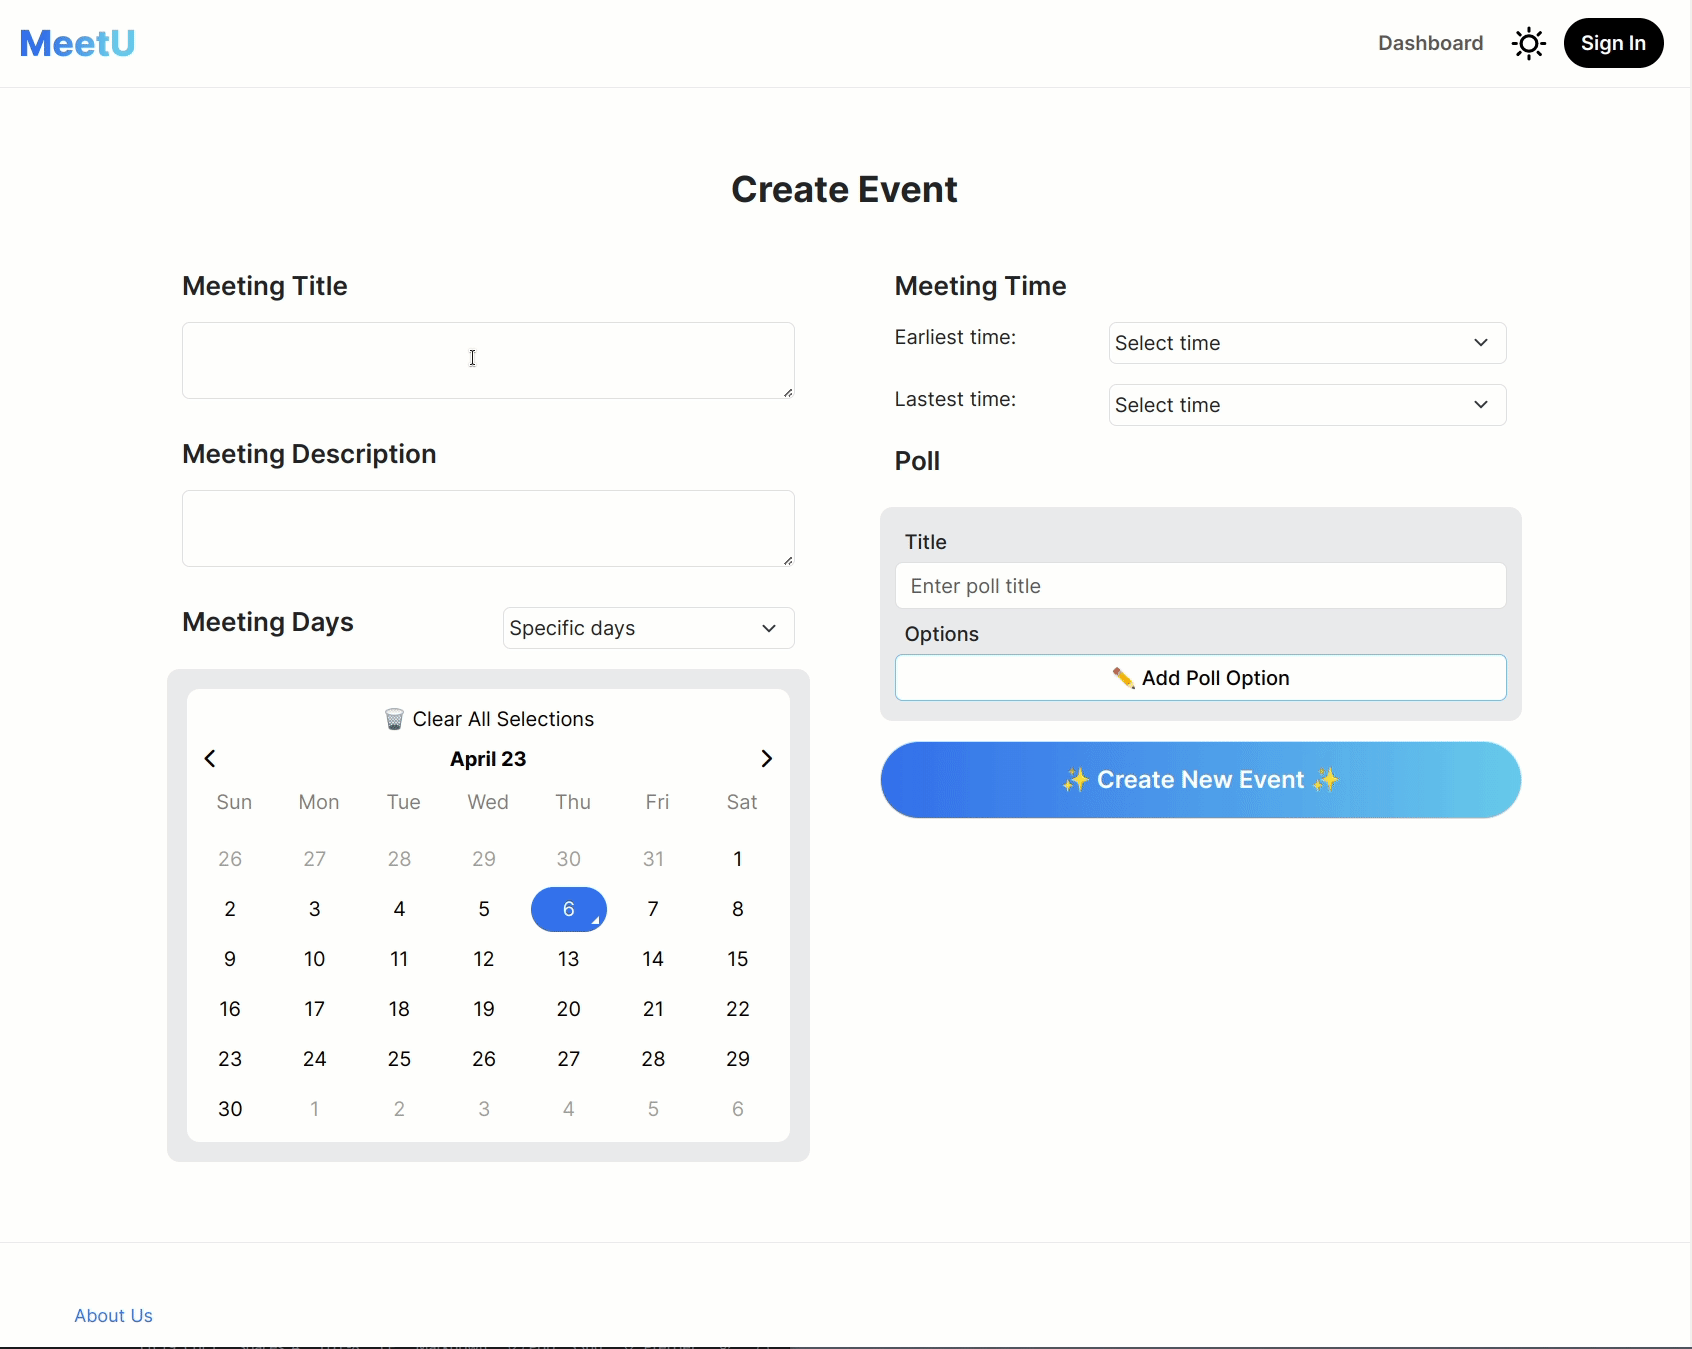 MeetU
Dashboard
Sign In
Create Event
Meeting Title
Meeting Description
Meeting Days
Specific days
🗑️ Clear All Selections
April 23
Sun Mon Tue Wed Thu Fri Sat
26 27 28 29 30 31 1
2 3 4 5 6 7 8
9 10 11 12 13 14 15
16 17 18 19 20 21 22
23 24 25 26 27 28 29
30 1 2 3 4 5 6
Meeting Time
Earliest time:
Select time
Lastest time:
Select time
Poll
Title
Enter poll title
Options
✏️ Add Poll Option
✨ Create New Event ✨
About Us